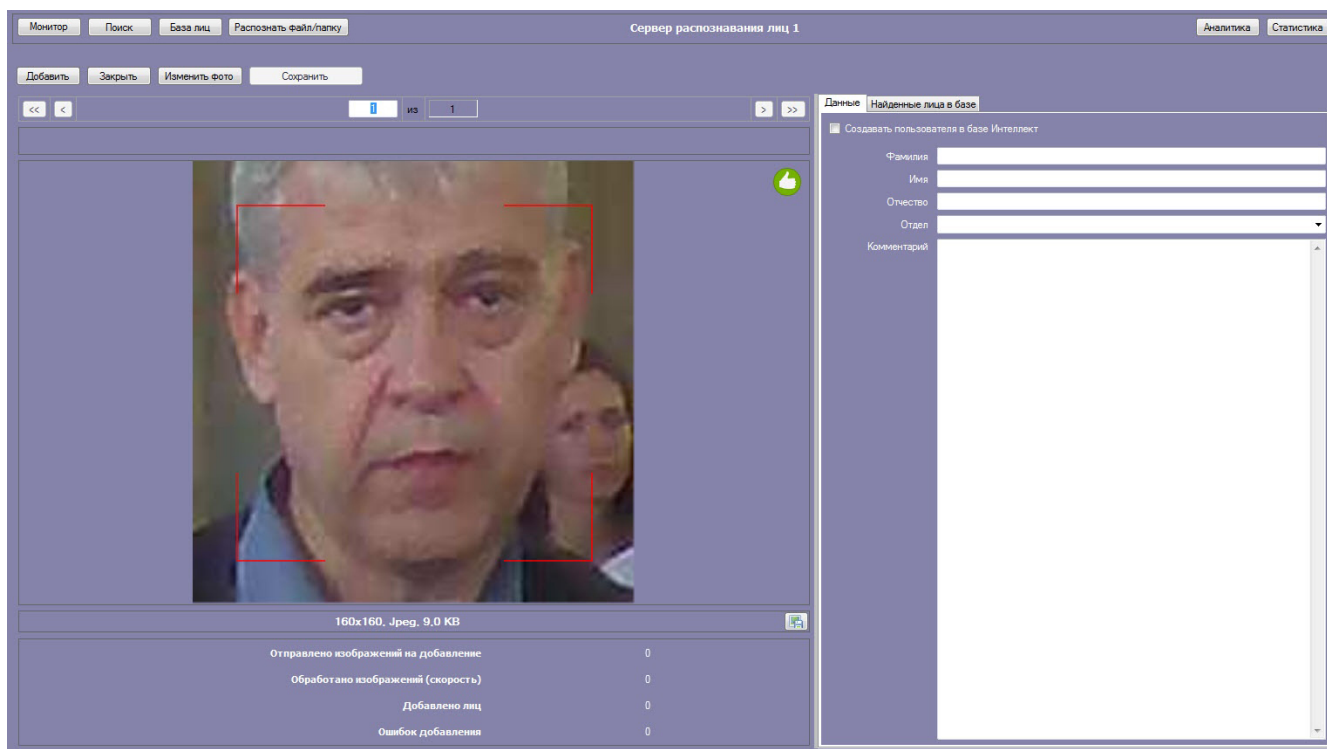 Монитор Поиск База лиц Распознать файл/папку Сервер распознавания лиц 1 Аналитика Статистика
Добавить Закрыть Изменить фото Сохранить
<< < 1 из 1 > >>
Данные Найденные лица в базе
Создавать пользователя в базе Интеллект
Фамилия
Имя
Отчество
Отдел
Комментарий
160x160, Jpeg, 9,0 KB
Отправлено изображений на добавление 0
Обработано изображений (скорость) 0
Добавлено лиц 0
Ошибок добавления 0